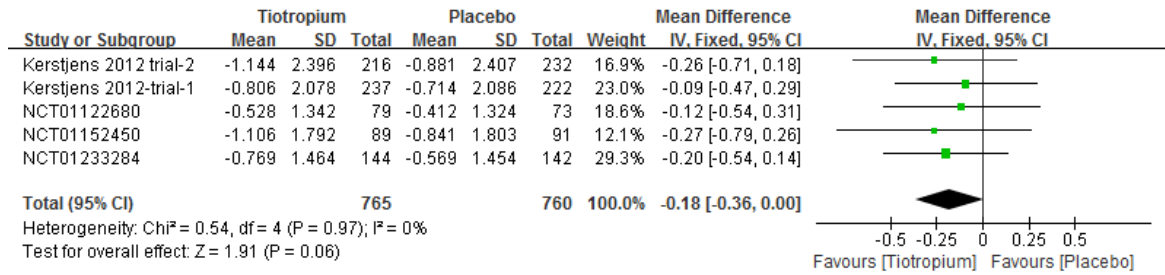 Tiotropium Placebo Mean Difference Mean Difference
Study or Subgroup Mean SD Total Mean SD Total Weight IV, Fixed, 95% CI IV, Fixed, 95% CI
Kerstjens 2012 trial-2 -1.144 2.396 216 -0.881 2.407 232 16.9% -0.26 [-0.71, 0.18]
Kerstjens 2012-trial-1 -0.806 2.078 237 -0.714 2.086 222 23.0% -0.09 [-0.47, 0.29]
NCT01122680 -0.528 1.342 79 -0.412 1.324 73 18.6% -0.12 [-0.54, 0.31]
NCT01152450 -1.106 1.792 89 -0.841 1.803 91 12.1% -0.27 [-0.79, 0.26]
NCT01233284 -0.769 1.464 144 -0.569 1.454 142 29.3% -0.20 [-0.54, 0.14]
Total (95% CI) 765 760 100.0% -0.18 [-0.36, 0.00]
Heterogeneity: Chi² = 0.54, df = 4 (P = 0.97); I² = 0%
Test for overall effect: Z = 1.91 (P = 0.06)
-0.5 -0.25 0 0.25 0.5
Favours [Tiotropium] Favours [Placebo]